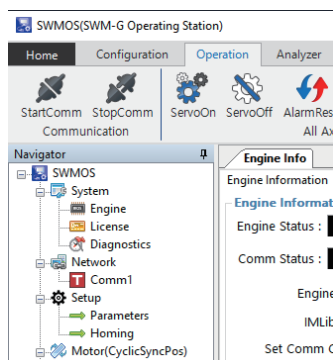 SWMOS(SWM-G Operating Station)
Home Configuration Operation Analyzer
StartComm StopComm ServoOn ServoOff AlarmRes
Communication All Ax
Navigator
Engine Info
SWMOS
Engine Information
System
Engine Informat
Engine
Engine Status :
License
Diagnostics
Comm Status :
Network
Comm1
Engine
Setup
Parameters
IMLib
Homing
Set Comm C
Motor(CyclicSyncPos)